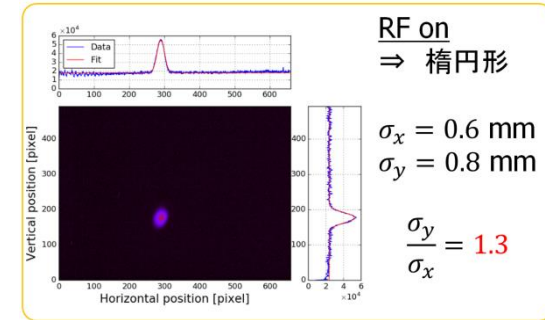 ×10⁴
6
5
4
3
2
1
0
Data
Fit
0 100 200 300 400 500 600
RF on
⇒ 楕円形
σx = 0.6 mm
σy = 0.8 mm
σy/σx = 1.3
Vertical position [pixel]
400
300
200
100
0
0 100 200 300 400 500 600
Horizontal position [pixel]
400
300
200
100
0
0 2 4 6
×10⁴